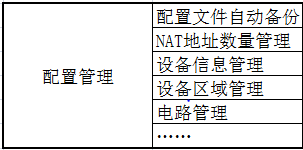 配置管理
配置文件自动备份
NAT地址数量管理
设备信息管理
设备区域管理
电路管理
……